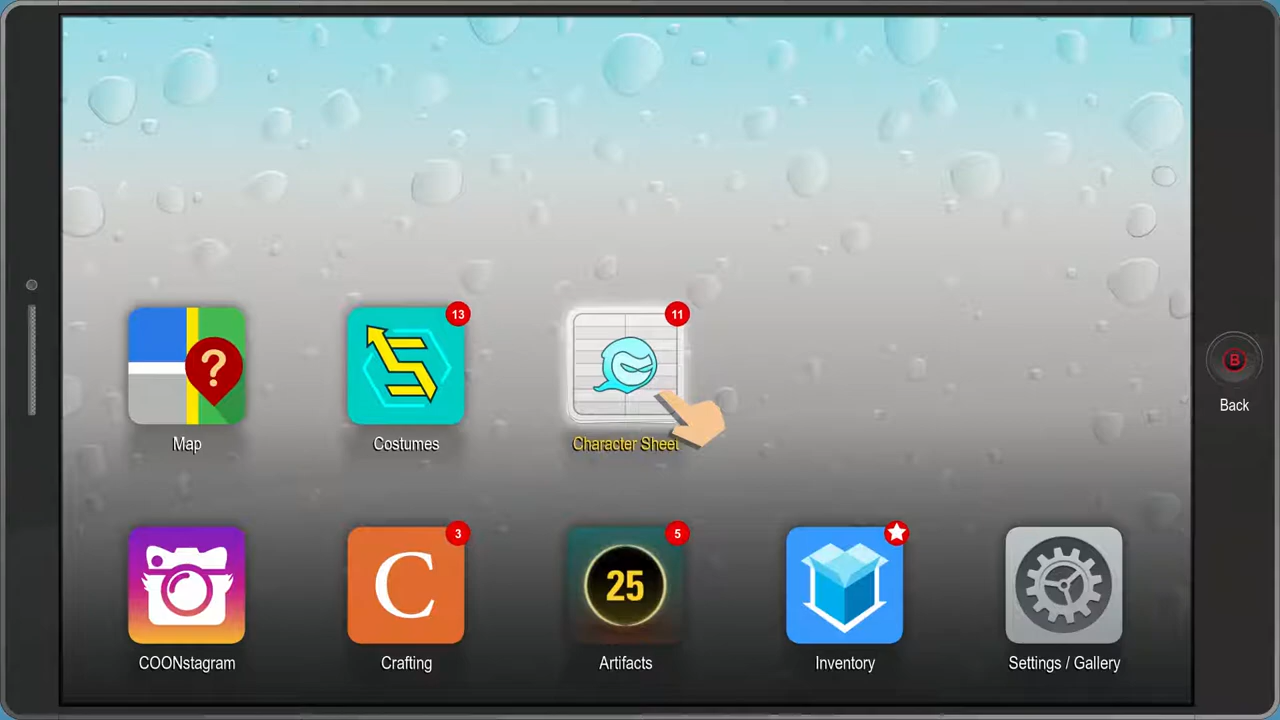 13
11
?
B
Back
Map
Costumes
Character Sheet
3
5
C
25
COONstagram
Crafting
Artifacts
Inventory
Settings / Gallery